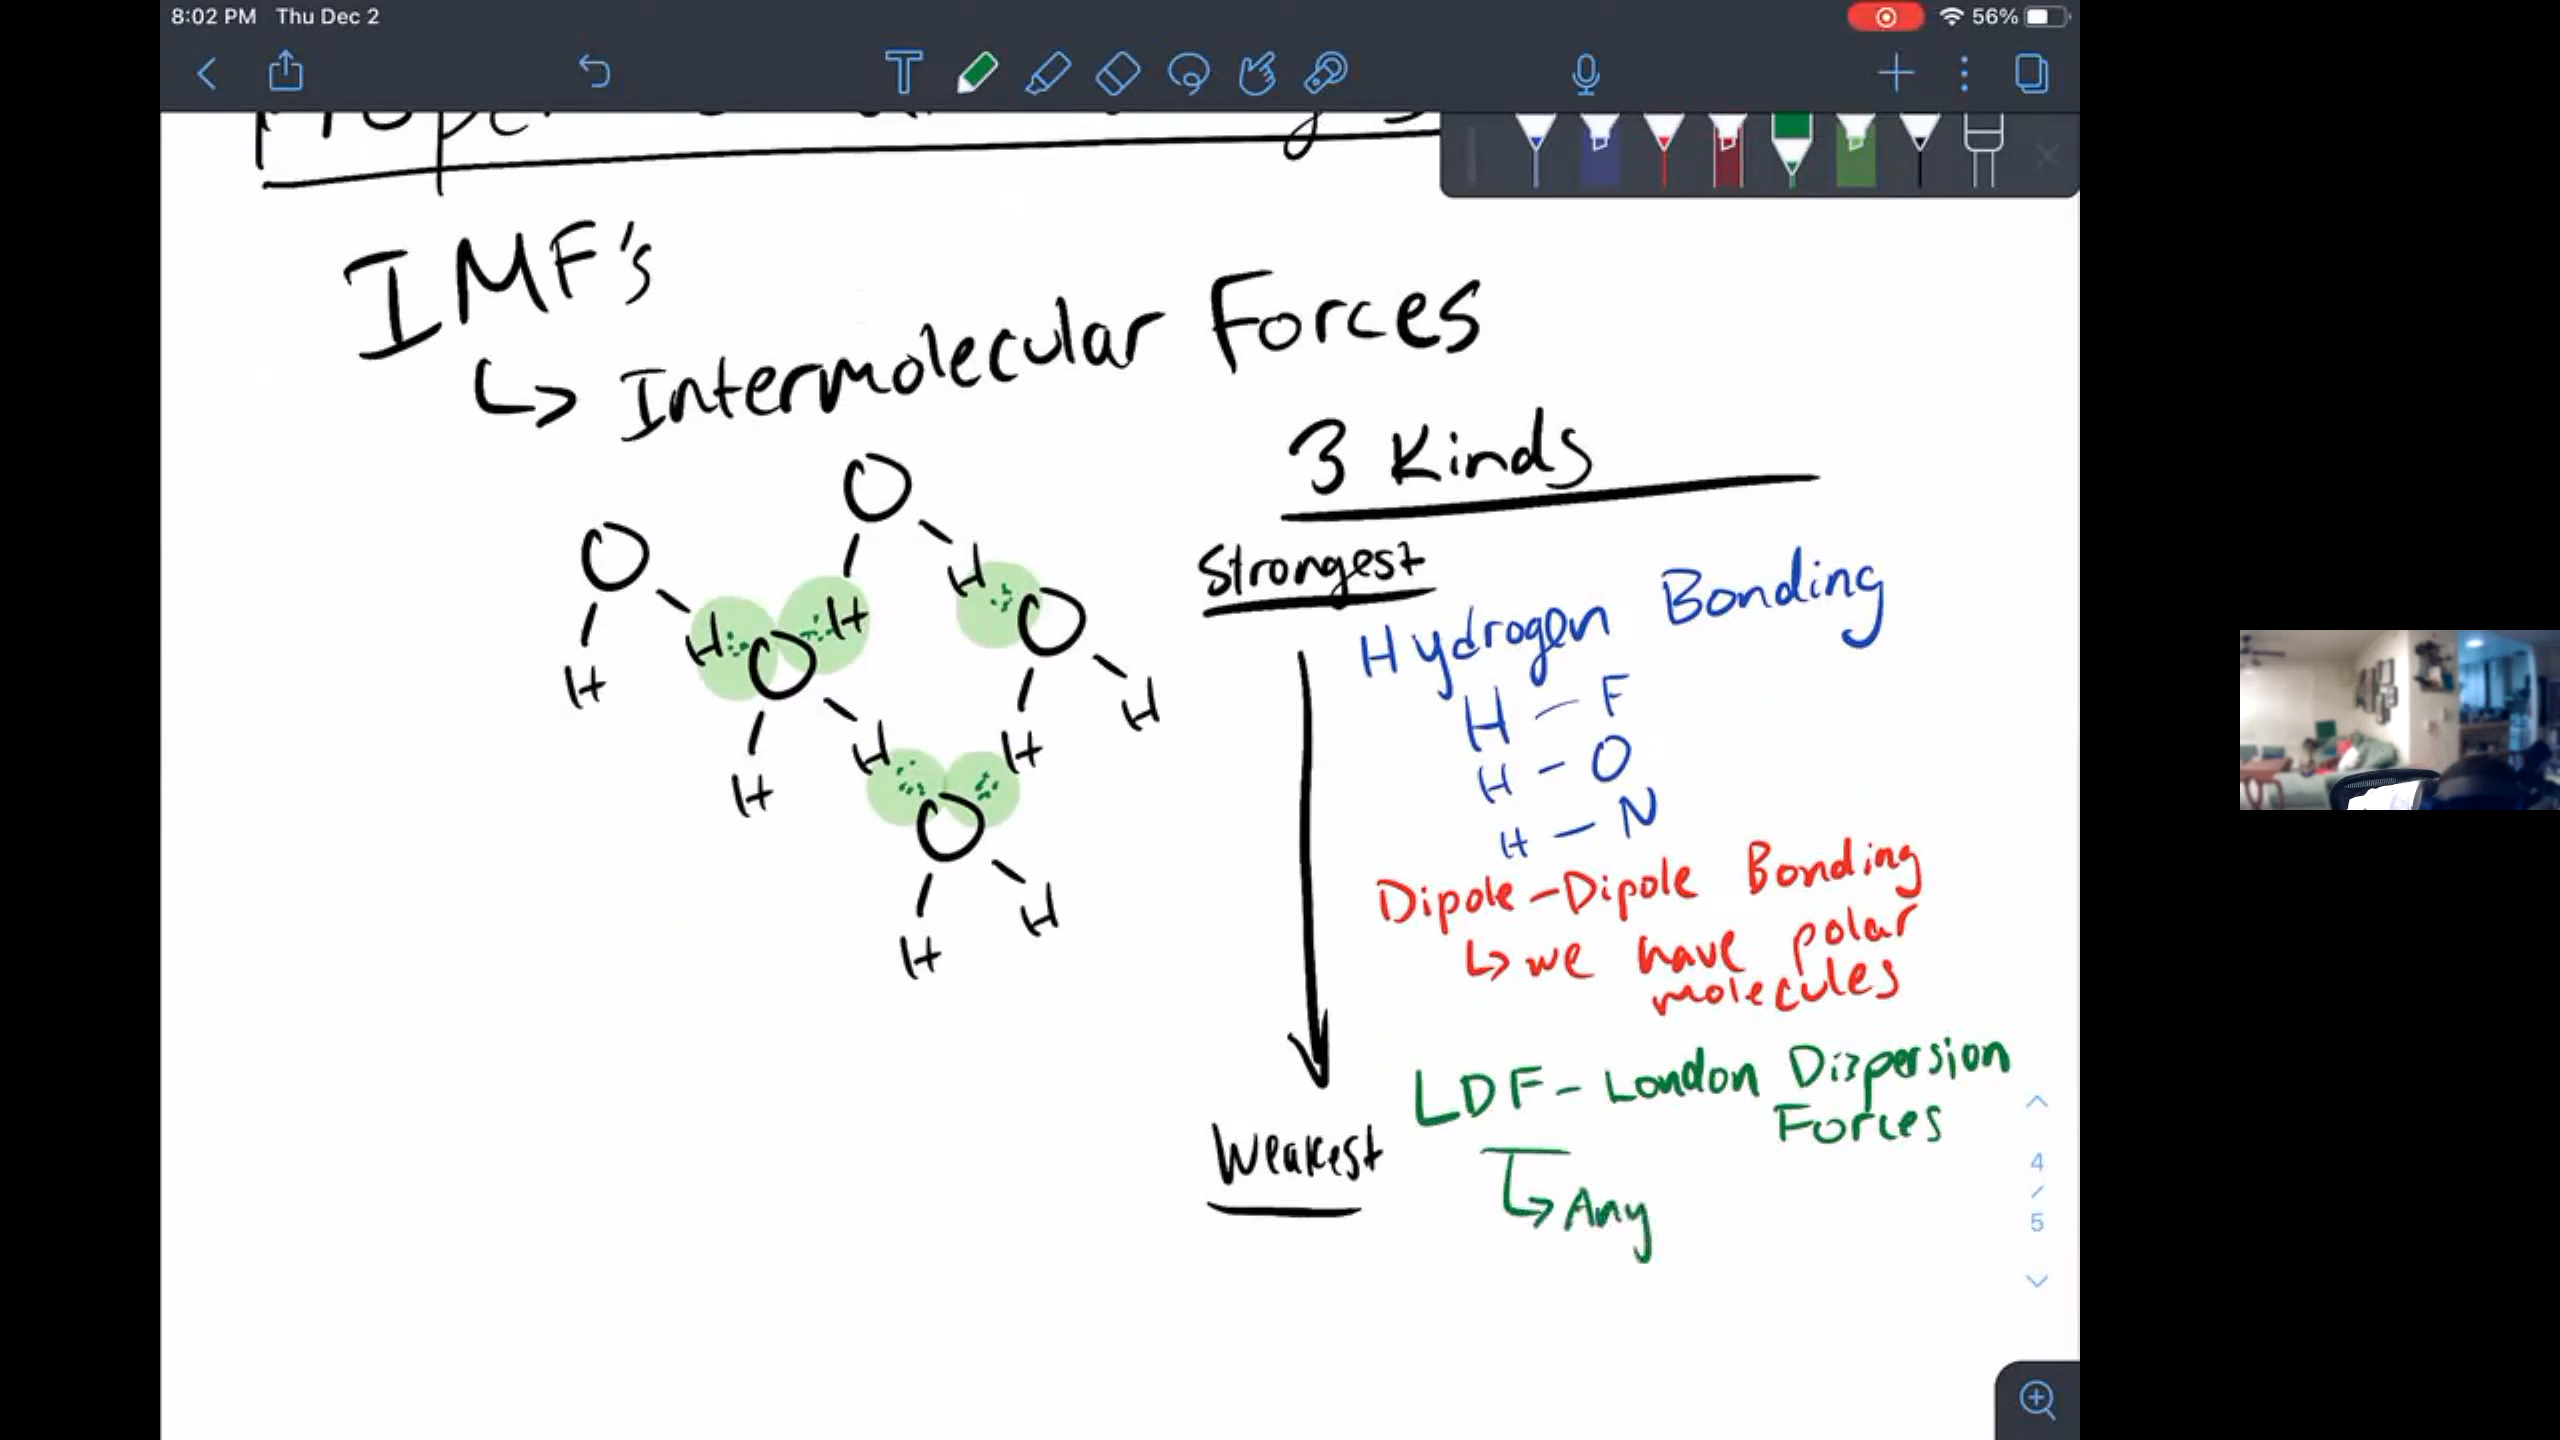 8:02 PM Thu Dec 2
56%
IMF's
↳ Intermolecular Forces
3 Kinds
Strongest
Hydrogen Bonding
H - F
H - O
H - N
Dipole - Dipole Bonding
↳ we have polar
molecules
LDF - London Dispersion
Forces
↳ Any
Weakest
O
O
H
H
H
O
O
H
H
H
H
H
O
H
H
4
/
5